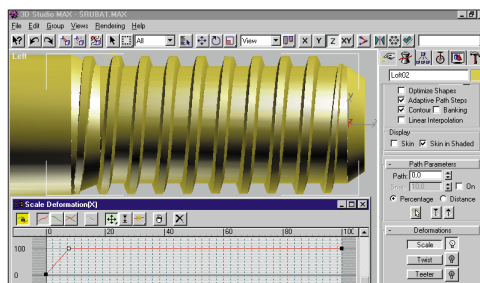 3D Studio MAX - SRUBA1.MAX
File Edit Group Views Rendering Help
All View X Y Z XY
Left
Loft02
Optimize Shapes
Adaptive Path Steps
Contour Banking
Linear Interpolation
Display
Skin Skin in Shaded
- Path Parameters
Path: 0,0
Snap: 10,0 On
Percentage Distance
- Deformations
Scale
Twist
Teeter
y
z x
Scale Deformation(X)
0 20 40 60 80 100
100
0